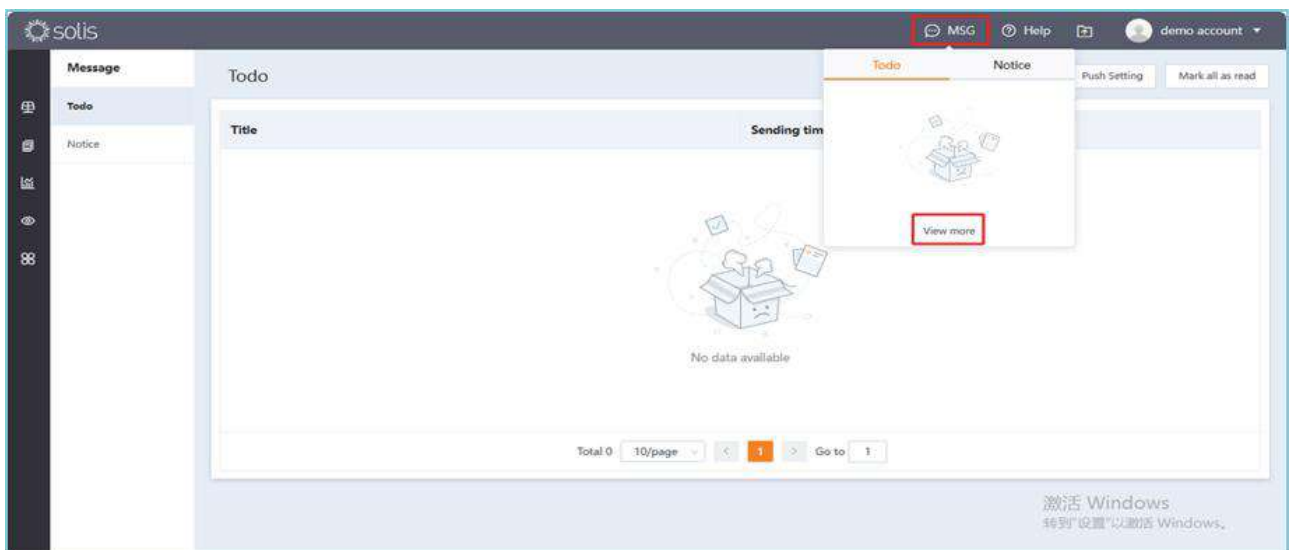 solis
MSG
Help
demo account
Message
Todo
Notice
Todo
Todo
Notice
Push Setting
Mark all as read
Title
Sending tim
View more
No data available
Total 0
10/page
1
Go to
1
激活 Windows
转到"设置"以激活 Windows。